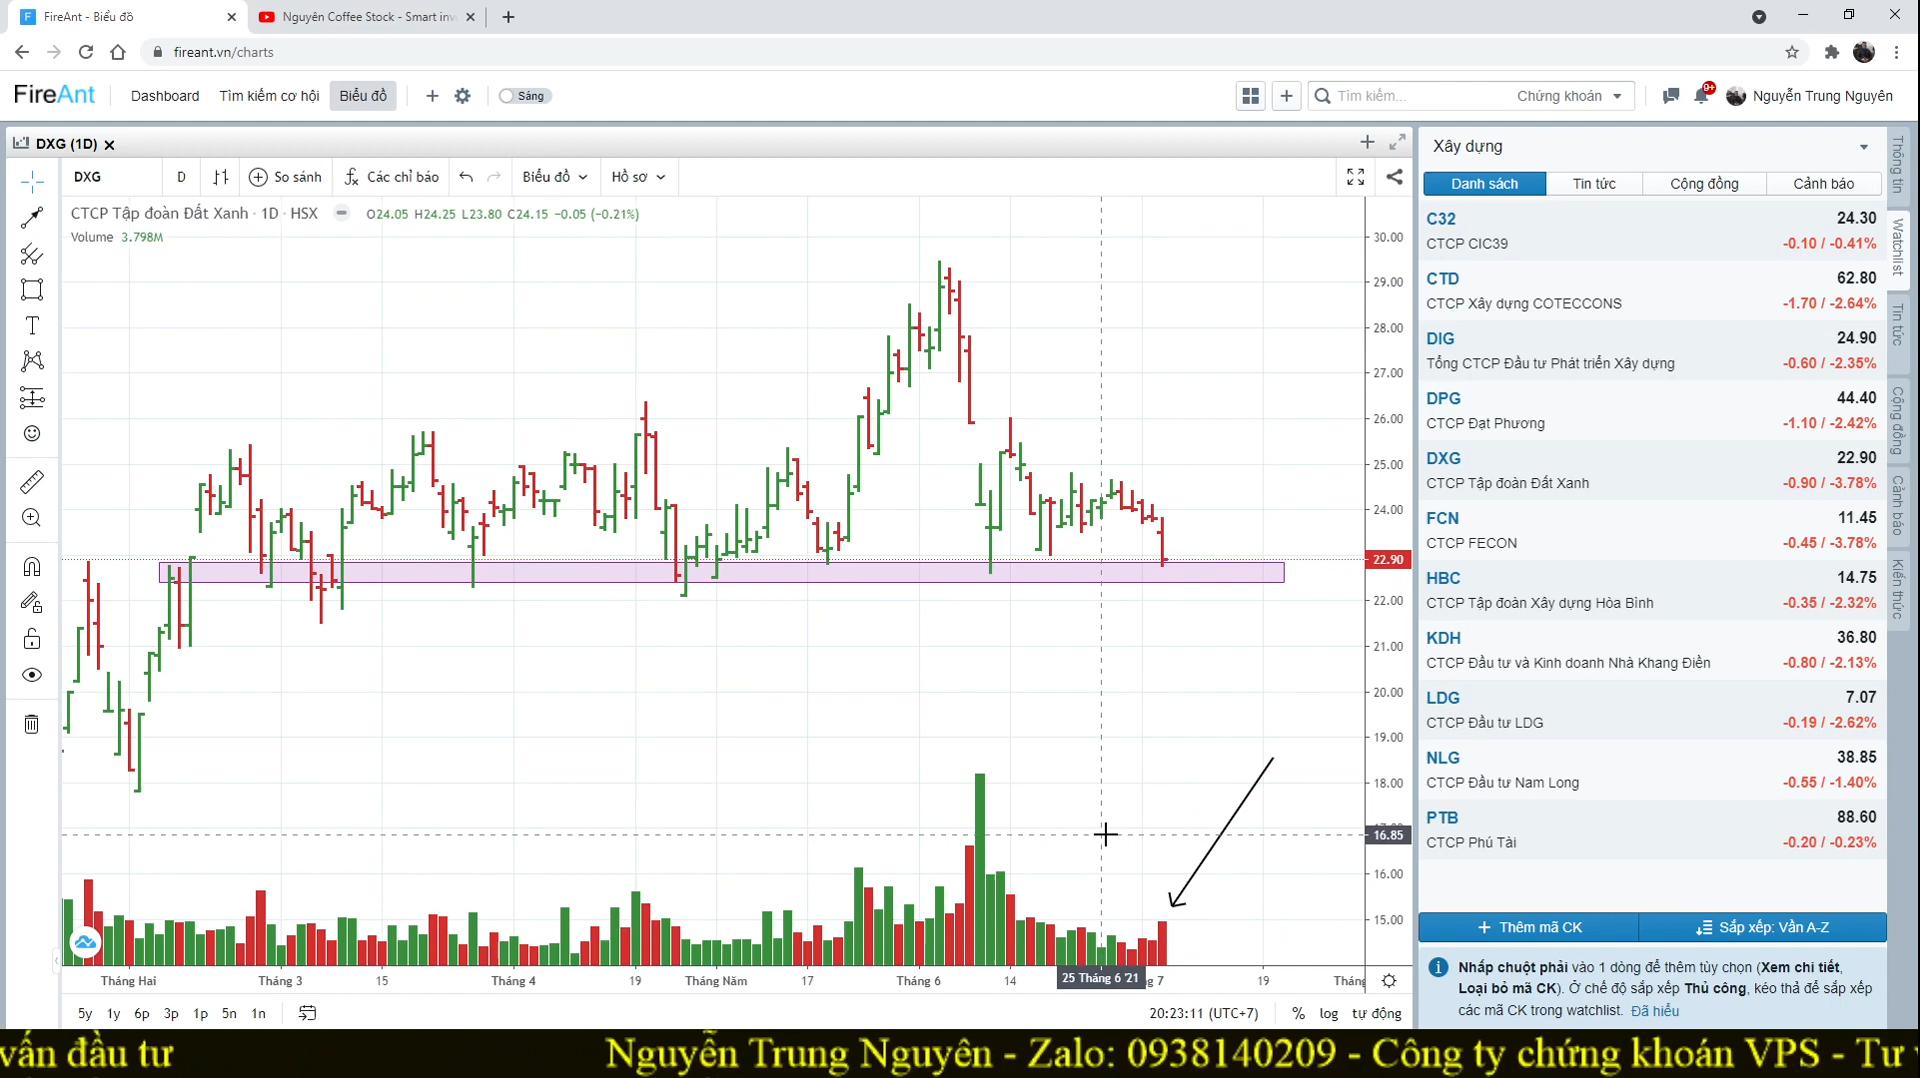 FireAnt - Biểu đồ
Nguyên Coffee Stock - Smart inv
fireant.vn/charts
FireAnt
Dashboard
Tìm kiếm cơ hội
Biểu đồ
Sáng
Tìm kiếm...
Chứng khoán
9+
Nguyễn Trung Nguyên
DXG (1D)
DXG
D
So sánh
Các chỉ báo
Biểu đồ
Hồ sơ
CTCP Tập đoàn Đất Xanh · 1D · HSX
O24.05 H24.25 L23.80 C24.15 −0.05 (−0.21%)
Volume 3.798M
30.00
29.00
28.00
27.00
26.00
25.00
24.00
22.90
22.00
21.00
20.00
19.00
18.00
16.85
16.00
15.00
Tháng Hai
Tháng 3
15
Tháng 4
19
Tháng Năm
17
Tháng 6
14
25 Tháng 6 '21
g 7
19
Thán
5y
1y
6p
3p
1p
5n
1n
20:23:11 (UTC+7)
%
log
tự động
Xây dựng
Danh sách
Tin tức
Cộng đồng
Cảnh báo
C32 24.30
CTCP CIC39 -0.10 / -0.41%
CTD 62.80
CTCP Xây dựng COTECCONS -1.70 / -2.64%
DIG 24.90
Tổng CTCP Đầu tư Phát triển Xây dựng -0.60 / -2.35%
DPG 44.40
CTCP Đạt Phương -1.10 / -2.42%
DXG 22.90
CTCP Tập đoàn Đất Xanh -0.90 / -3.78%
FCN 11.45
CTCP FECON -0.45 / -3.78%
HBC 14.75
CTCP Tập đoàn Xây dựng Hòa Bình -0.35 / -2.32%
KDH 36.80
CTCP Đầu tư và Kinh doanh Nhà Khang Điền -0.80 / -2.13%
LDG 7.07
CTCP Đầu tư LDG -0.19 / -2.62%
NLG 38.85
CTCP Đầu tư Nam Long -0.55 / -1.40%
PTB 88.60
CTCP Phú Tài -0.20 / -0.23%
Thêm mã CK
Sắp xếp: Vần A-Z
Nhấp chuột phải vào 1 dòng để thêm tùy chọn (Xem chi tiết,
Loại bỏ mã CK). Ở chế độ sắp xếp Thủ công, kéo thả để sắp xếp
các mã CK trong watchlist. Đã hiểu
Thông tin
Watchlist
Tin tức
Cộng đồng
Cảnh báo
Kiến thức
vấn đầu tư
Nguyễn Trung Nguyên - Zalo: 0938140209 - Công ty chứng khoán VPS - Tư